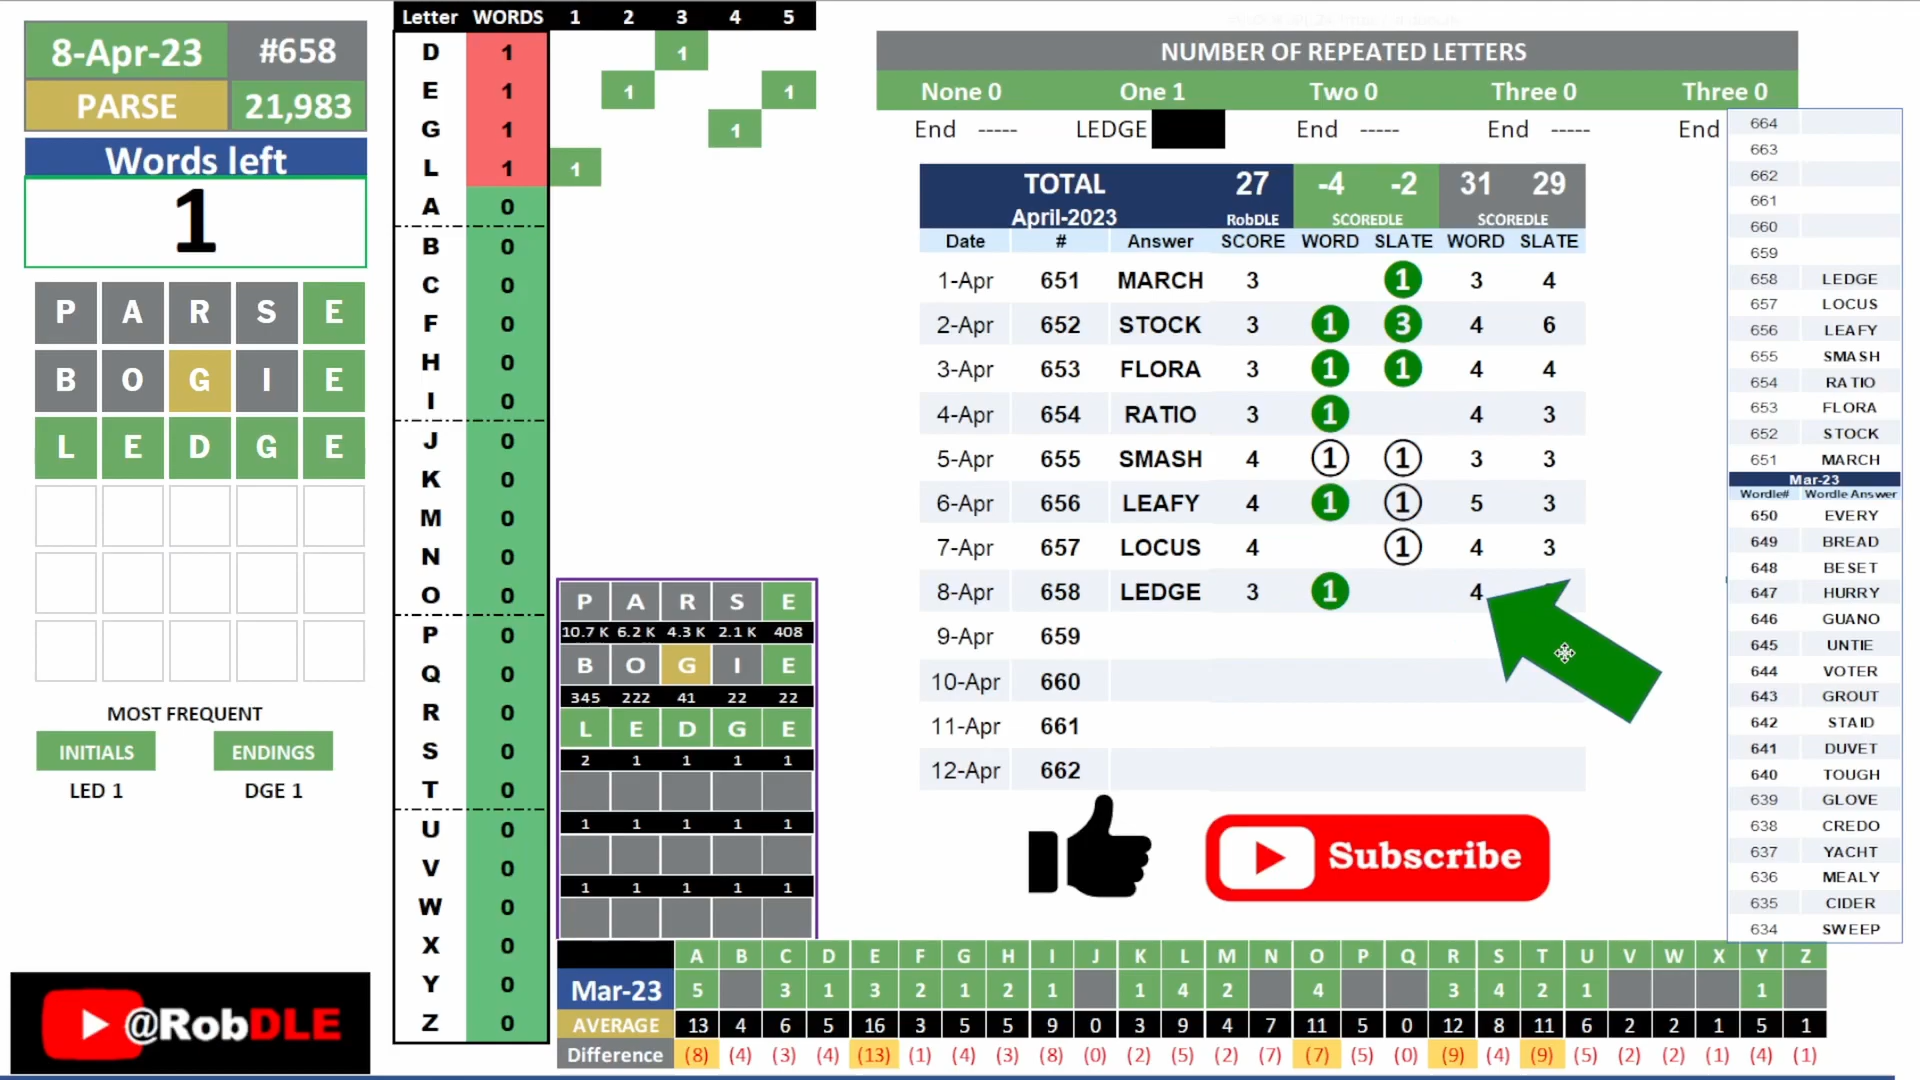 8-Apr-23 #658
PARSE 21,983
Words left
1
P A R S E
B O G I E
L E D G E
MOST FREQUENT
INITIALS ENDINGS
LED 1 DGE 1
@RobDLE
Letter WORDS 1 2 3 4 5
D 1 1
E 1 1 1
G 1 1
L 1 1
A 0
B 0
C 0
F 0
H 0
I 0
J 0
K 0
M 0
N 0
O 0
P 0
Q 0
R 0
S 0
T 0
U 0
V 0
W 0
X 0
Y 0
Z 0
P A R S E
10.7 K 6.2 K 4.3 K 2.1 K 408
B O G I E
345 222 41 22 22
L E D G E
2 1 1 1 1
1 1 1 1 1
1 1 1 1 1
NUMBER OF REPEATED LETTERS
None 0 One 1 Two 0 Three 0 Three 0
End ----- LEDGE End ----- End ----- End
TOTAL 27 -4 -2 31 29
April-2023 RobDLE SCOREDLE SCOREDLE
Date # Answer SCORE WORD SLATE WORD SLATE
1-Apr 651 MARCH 3 1 3 4
2-Apr 652 STOCK 3 1 3 4 6
3-Apr 653 FLORA 3 1 1 4 4
4-Apr 654 RATIO 3 1 4 3
5-Apr 655 SMASH 4 1 1 3 3
6-Apr 656 LEAFY 4 1 1 5 3
7-Apr 657 LOCUS 4 1 4 3
8-Apr 658 LEDGE 3 1 4
9-Apr 659
10-Apr 660
11-Apr 661
12-Apr 662
Subscribe
664
663
662
661
660
659
658 LEDGE
657 LOCUS
656 LEAFY
655 SMASH
654 RATIO
653 FLORA
652 STOCK
651 MARCH
Mar-23
Wordle# Wordle Answer
650 EVERY
649 BREAD
648 BESET
647 HURRY
646 GUANO
645 UNTIE
644 VOTER
643 GROUT
642 STAID
641 DUVET
640 TOUGH
639 GLOVE
638 CREDO
637 YACHT
636 MEALY
635 CIDER
634 SWEEP
A B C D E F G H I J K L M N O P Q R S T U V W X Y Z
Mar-23 5 3 1 3 2 1 2 1 1 4 2 4 3 4 2 1 1
AVERAGE 13 4 6 5 16 3 5 5 9 0 3 9 4 7 11 5 0 12 8 11 6 2 2 1 5 1
Difference (8) (4) (3) (4) (13) (1) (4) (3) (8) (0) (2) (5) (2) (7) (7) (5) (0) (9) (4) (9) (5) (2) (2) (1) (4) (1)